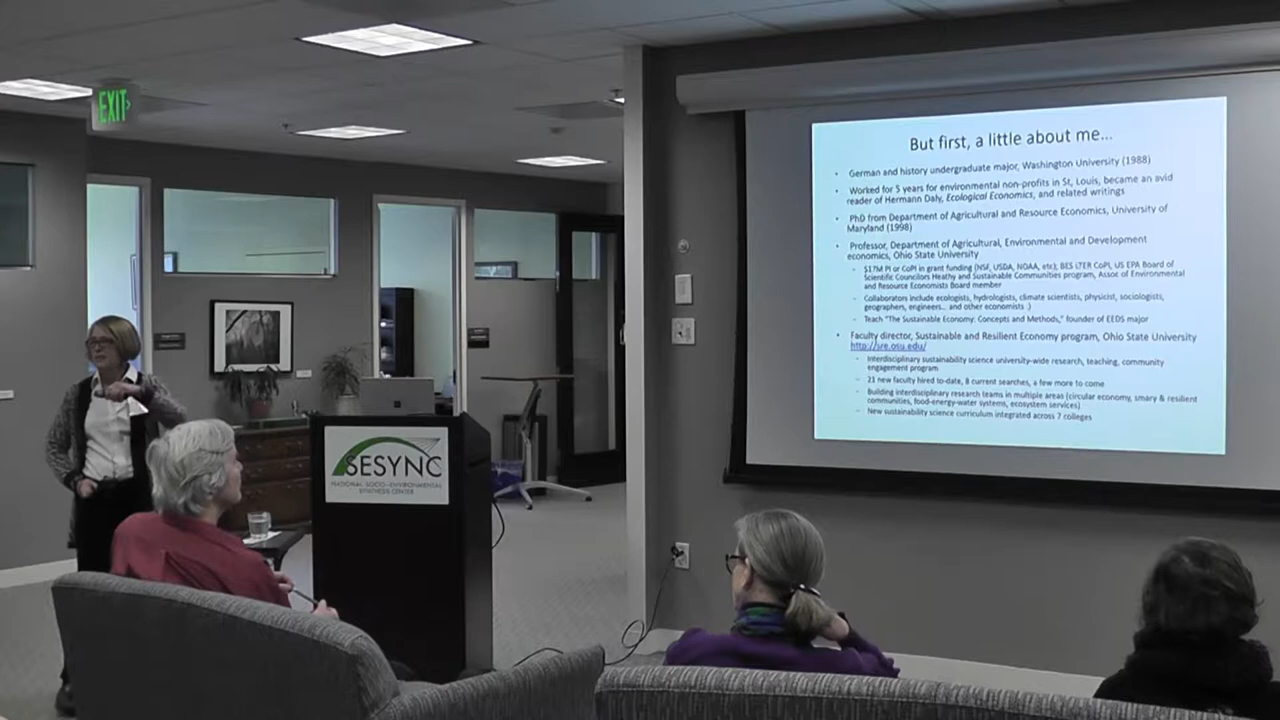 EXIT
But first, a little about me...
• German and history undergraduate major, Washington University (1988)
• Worked for 5 years for environmental non-profits in St, Louis, became an avid
reader of Hermann Daly, Ecological Economics, and related writings
• PhD from Department of Agricultural and Resource Economics, University of
Maryland (1998)
• Professor, Department of Agricultural, Environmental and Development
economics, Ohio State University
– $17M PI or CoPI in grant funding (NSF, USDA, NOAA, etc); BES LTER CoPI, US EPA Board of
Scientific Councilors Heathy and Sustainable Communities program, Assoc of Environmental
and Resource Economists Board member
– Collaborators include ecologists, hydrologists, climate scientists, physicist, sociologists,
geographers, engineers... and other economists :)
– Teach "The Sustainable Economy: Concepts and Methods," founder of EEDS major
• Faculty director, Sustainable and Resilient Economy program, Ohio State University
http://sre.osu.edu/
– Interdisciplinary sustainability science university-wide research, teaching, community
engagement program
– 21 new faculty hired to-date, 8 current searches, a few more to come
– Building interdisciplinary research teams in multiple areas (circular economy, smary & resilient
communities, food-energy-water systems, ecosystem services)
– New sustainability science curriculum integrated across 7 colleges
SESYNC
NATIONAL SOCIO-ENVIRONMENTAL
SYNTHESIS CENTER